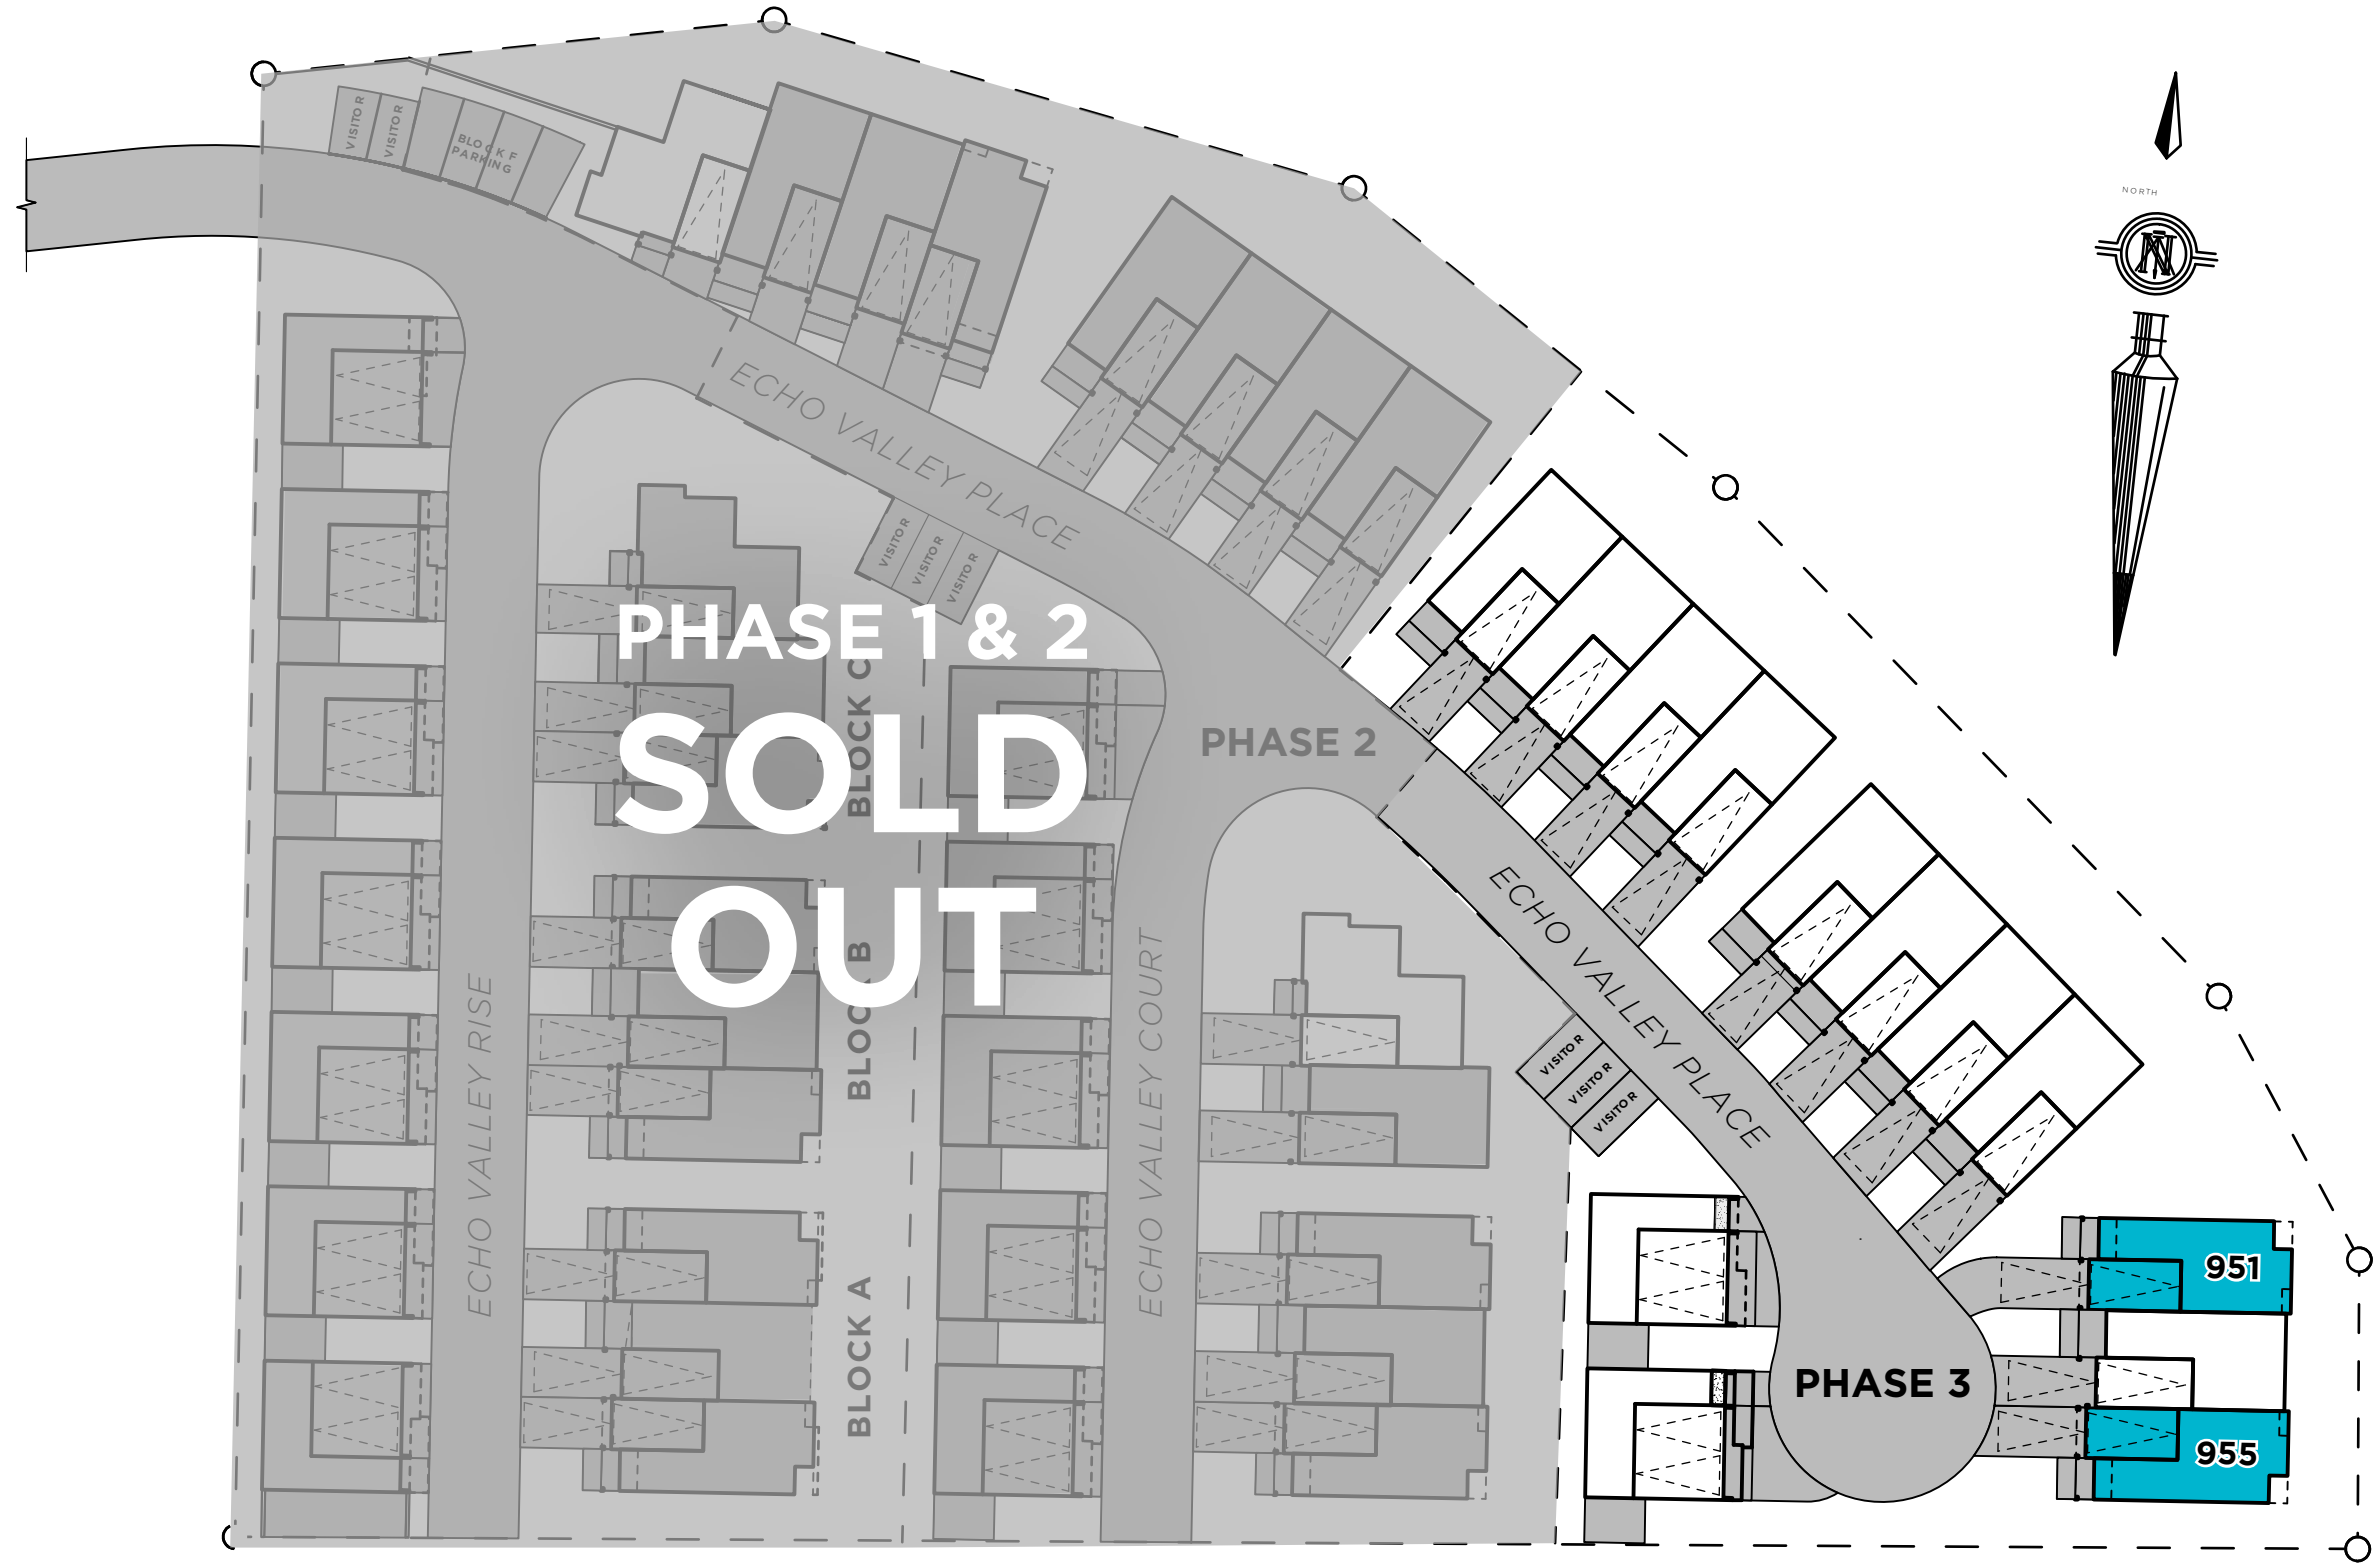 VISITOR
VISITOR
BLOCK F
PARKING
NORTH
N
ECHO VALLEY PLACE
VISITOR
VISITOR
VISITOR
PHASE 1 & 2
SOLD
OUT
BLOCK C
PHASE 2
BLOCK B
ECHO VALLEY RISE
ECHO VALLEY COURT
ECHO VALLEY PLACE
VISITOR
VISITOR
VISITOR
BLOCK A
951
PHASE 3
955